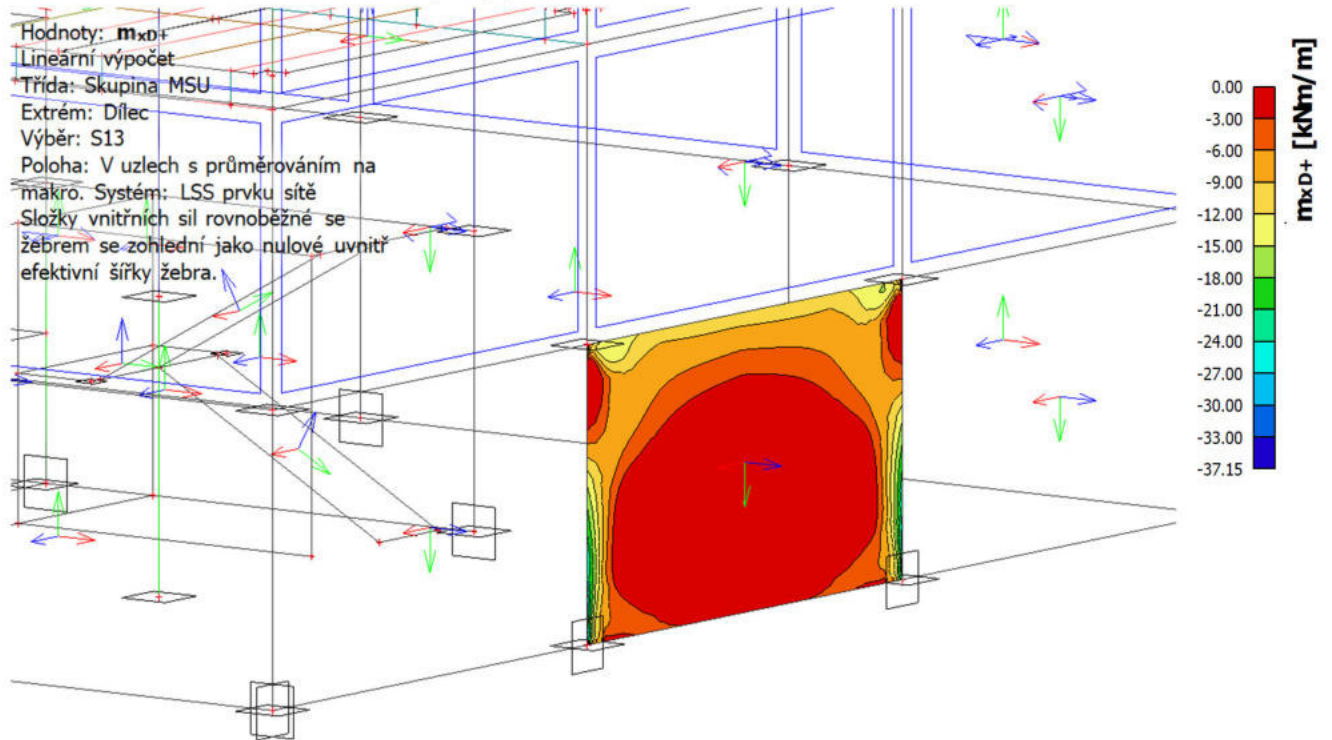 Hodnoty: mxD+
Lineární výpočet
Třída: Skupina MSU
Extrém: Dílec
Výběr: S13
Poloha: V uzlech s průměrováním na
makro. Systém: LSS prvku sítě
Složky vnitřních sil rovnoběžné se
žebrem se zohlední jako nulové uvnitř
efektivní šířky žebra.
0.00
-3.00
-6.00
-9.00
-12.00
-15.00
-18.00
-21.00
-24.00
-27.00
-30.00
-33.00
-37.15
mxD+ [kNm/m]